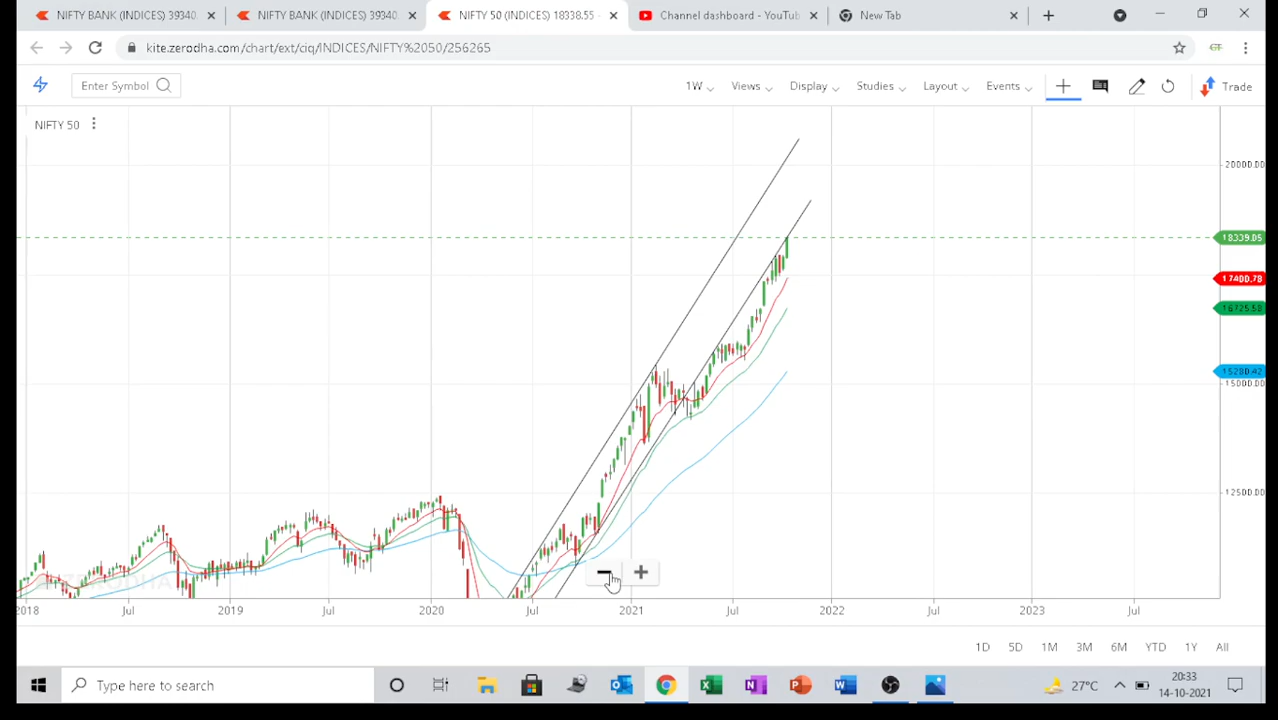 NIFTY BANK (INDICES) 39340.
NIFTY BANK (INDICES) 39340.
NIFTY 50 (INDICES) 18338.55
Channel dashboard - YouTub
New Tab
kite.zerodha.com/chart/ext/ciq/INDICES/NIFTY%2050/256265
GT
Enter Symbol
1W
Views
Display
Studies
Layout
Events
Trade
NIFTY 50
20000.00
18339.05
17400.78
16725.50
15280.42
15000.00
12500.00
ZERODHA
2018
Jul
2019
Jul
2020
Jul
2021
Jul
2022
Jul
2023
Jul
1D
5D
1M
3M
6M
YTD
1Y
All
Type here to search
27°C
20:33
14-10-2021